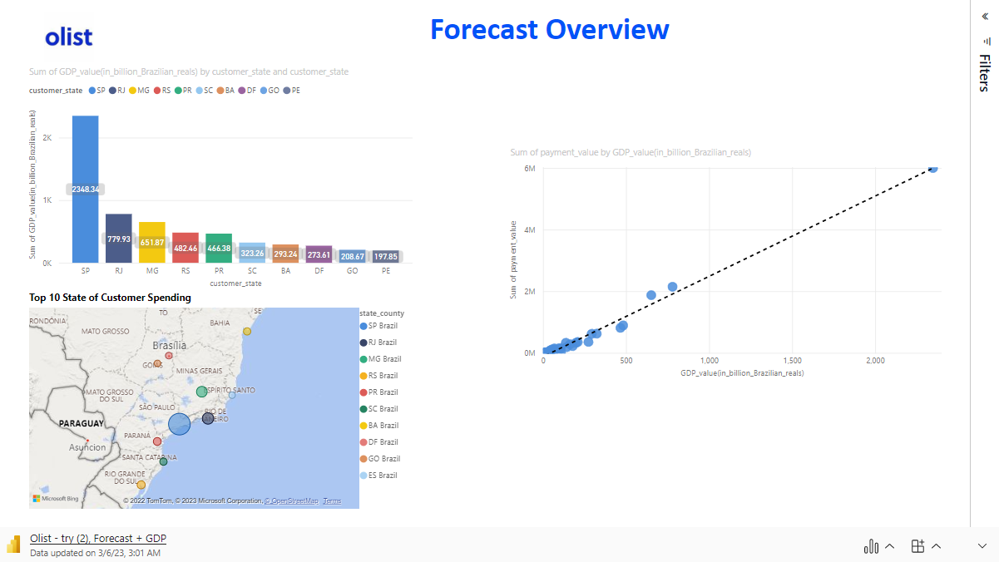 olist
Forecast Overview
Filters
Sum of GDP_value(in_billion_Brazilian_reals) by customer_state and customer_state
customer_state SP RJ MG RS PR SC BA DF GO PE
Sum of GDP_value(in_billion_Brazilian_reals)
2K
1K
0K
2348.34
779.93
651.87
482.46
466.38
323.26
293.24
273.61
208.67
197.85
SP RJ MG RS PR SC BA DF GO PE
customer_state
Sum of payment_value by GDP_value(in_billion_Brazilian_reals)
Sum of payment_value
6M
4M
2M
0M
0 500 1,000 1,500 2,000
GDP_value(in_billion_Brazilian_reals)
Top 10 State of Customer Spending
RONDÔNIA
TO
SE
MATO GROSSO
BAHIA
Brasília
GOIÁS
MINAS GERAIS
MATO GROSSO
DO SUL
ESPÍRITO SANTO
SÃO PAULO
RIO DE
JANEIRO
PARAGUAY
PARANÁ
Asuncion
SANTA CATARINA
RIO GRANDE
DO SUL
Microsoft Bing
© 2022 TomTom, © 2023 Microsoft Corporation, © OpenStreetMap Terms
state_county
SP Brazil
RJ Brazil
MG Brazil
RS Brazil
PR Brazil
SC Brazil
BA Brazil
DF Brazil
GO Brazil
ES Brazil
Olist - try (2), Forecast + GDP
Data updated on 3/6/23, 3:01 AM